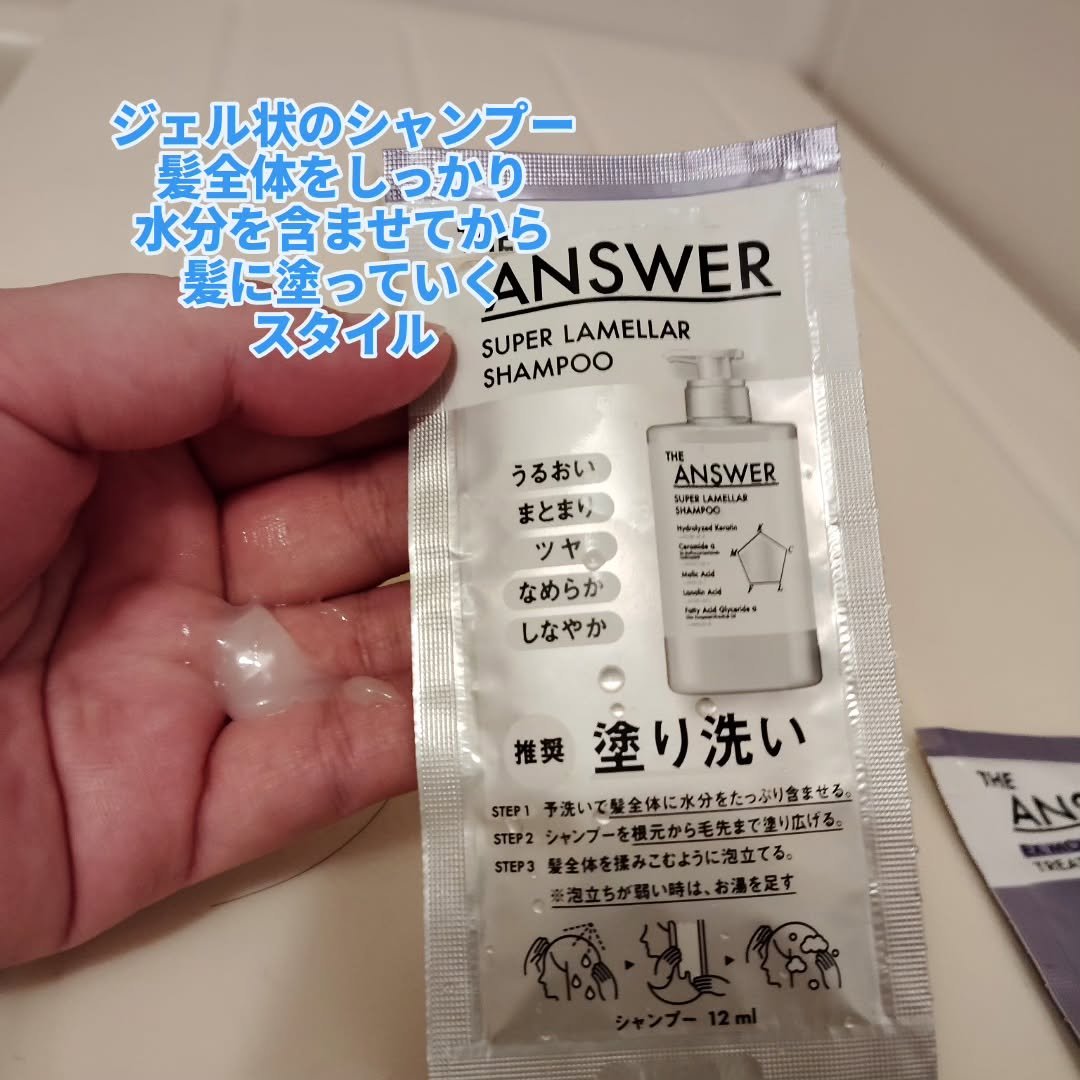 ジェル状のシャンプー
髪全体をしっかり
水分を含ませてから
髪に塗っていく
スタイル
THE
ANSWER
SUPER LAMELLAR
SHAMPOO
うるおい
まとまり
ツヤ
なめらか
しなやか
THE
ANSWER
SUPER LAMELLAR
SHAMPOO
Hydrolyzed Keratin
Ceramide α
Malic Acid
Lanolin Acid
Fatty Acid Glyceride α
推奨 塗り洗い
STEP 1 予洗いで髪全体に水分をたっぷり含ませる。
STEP 2 シャンプーを根元から毛先まで塗り広げる。
STEP 3 髪全体を揉みこむように泡立てる。
※泡立ちが弱い時は、お湯を足す
シャンプー 12 ml
THE